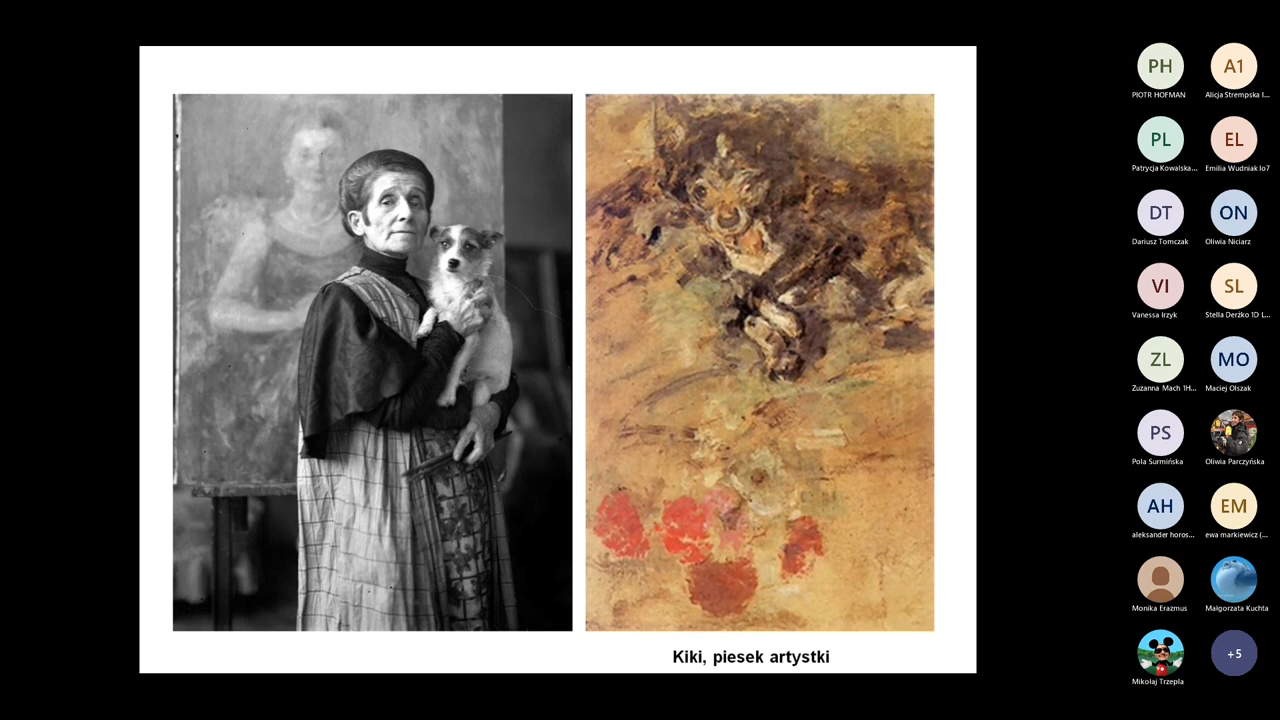 PH
A1
PIOTR HOFMAN
Alicja Strempska I...
PL
EL
Patrycja Kowalska...
Emilia Wudniak lo7
DT
ON
Dariusz Tomczak
Oliwia Niciarz
VI
SL
Vanessa Irzyk
Stella Derżko 1D L...
ZL
MO
Zuzanna Mach 1H...
Maciej Olszak
PS
Pola Surmińska
Oliwia Parczyńska
AH
EM
aleksander horos...
ewa markiewicz (...
Monika Erazmus
Małgorzata Kuchta
+5
Mikołaj Trzepla
Kiki, piesek artystki